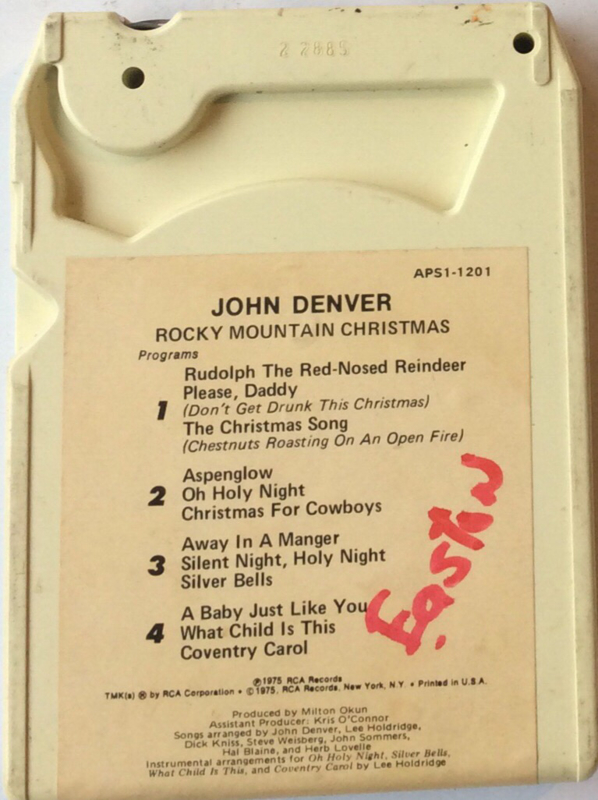 2 2885
APS1-1201
JOHN DENVER
ROCKY MOUNTAIN CHRISTMAS
Programs
1
Rudolph The Red-Nosed Reindeer
Please, Daddy
(Don't Get Drunk This Christmas)
The Christmas Song
(Chestnuts Roasting On An Open Fire)
2
Aspenglow
Oh Holy Night
Christmas For Cowboys
3
Away In A Manger
Silent Night, Holy Night
Silver Bells
4
A Baby Just Like You
What Child Is This
Coventry Carol
℗1975 RCA Records
TMK(s) ® by RCA Corporation • ©1975, RCA Records, New York, N.Y • Printed in U.S.A.
Produced by Milton Okun
Assistant Producer: Kris O'Connor
Songs arranged by John Denver, Lee Holdridge,
Dick Kniss, Steve Weisberg, John Sommers,
Hal Blaine, and Herb Lovelle
Instrumental arrangements for Oh Holy Night, Silver Bells,
What Child Is This, and Coventry Carol by Lee Holdridge